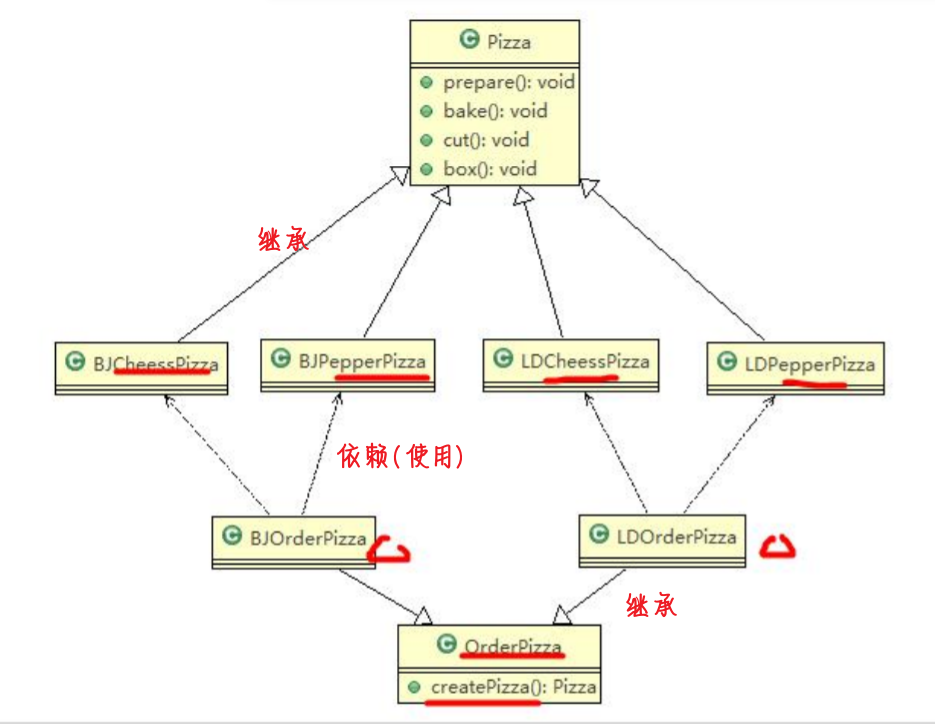 Pizza
prepare(): void
bake(): void
cut(): void
box(): void
继承
BJCheessPizza
BJPepperPizza
LDCheessPizza
LDPepperPizza
依赖(使用)
BJOrderPizza
LDOrderPizza
继承
OrderPizza
createPizza(): Pizza